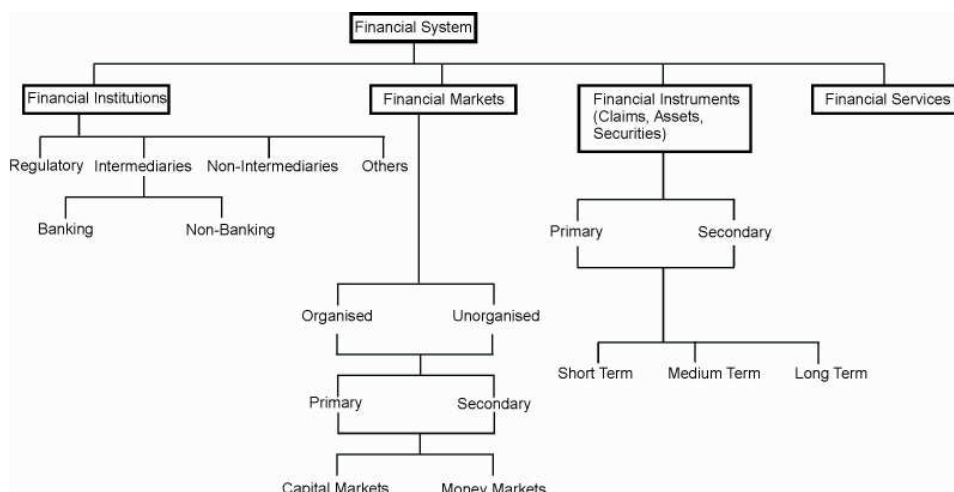 Financial System
Financial Institutions
Financial Markets
Financial Instruments
(Claims, Assets,
Securities)
Financial Services
Regulatory
Intermediaries
Non-Intermediaries
Others
Banking
Non-Banking
Primary
Secondary
Organised
Unorganised
Short Term
Medium Term
Long Term
Primary
Secondary
Capital Markets
Money Markets